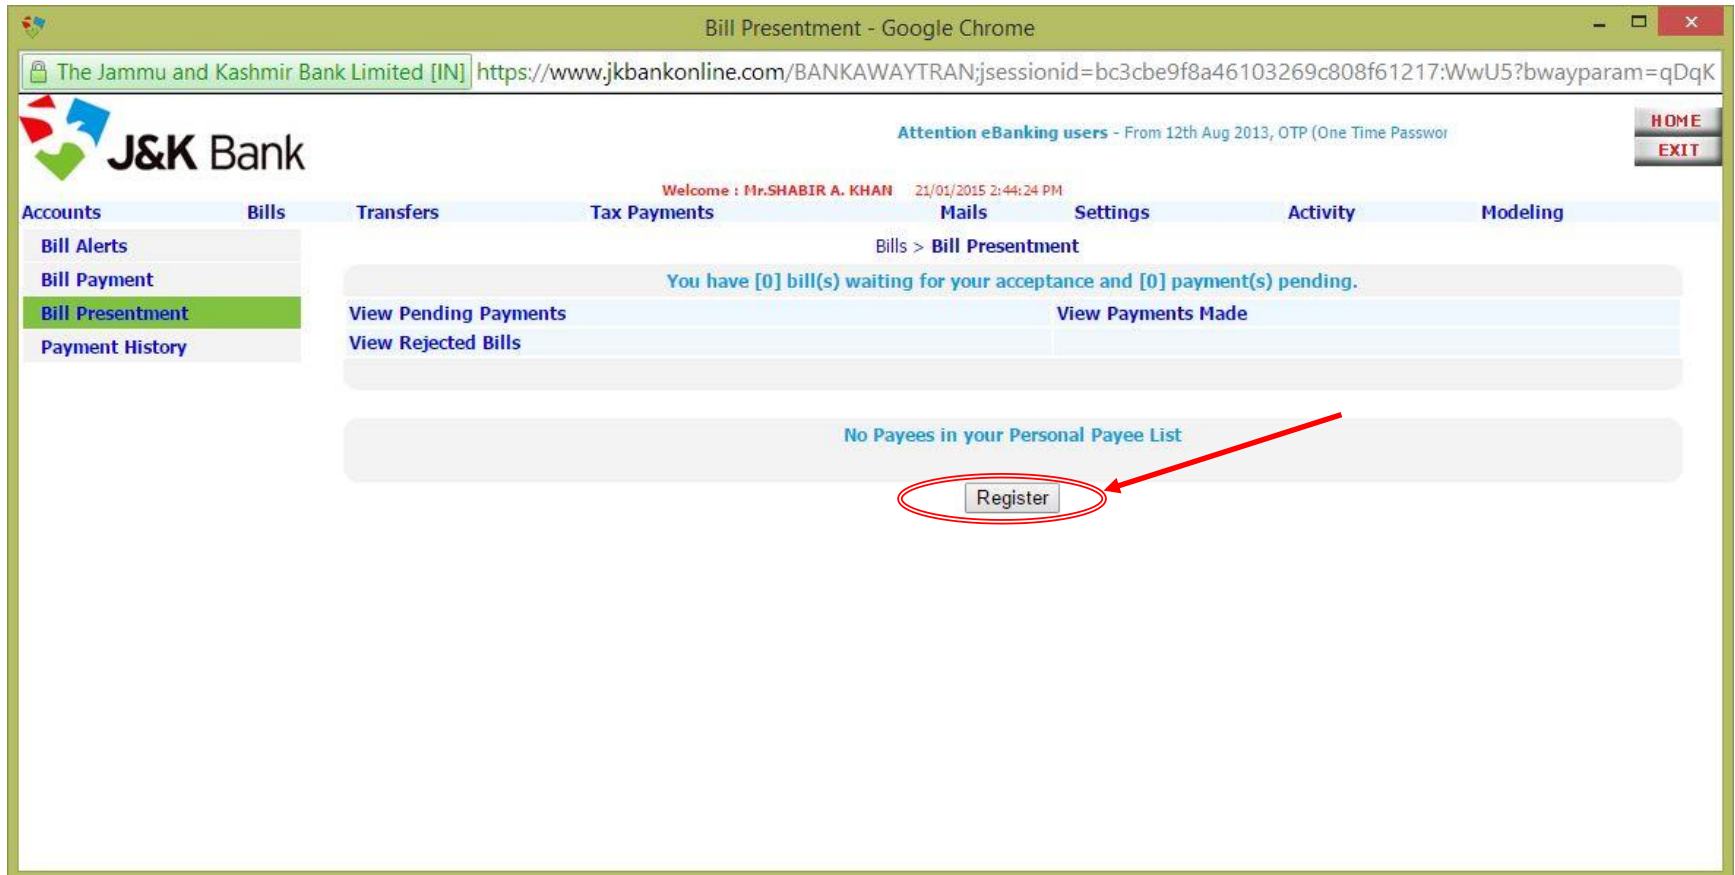 Bill Presentment - Google Chrome
The Jammu and Kashmir Bank Limited [IN] https://www.jkbankonline.com/BANKAWAYTRAN;jsessionid=bc3cbe9f8a46103269c808f61217:WwU5?bwayparam=qDqK
J&K Bank
Attention eBanking users - From 12th Aug 2013, OTP (One Time Passwor
HOME
EXIT
Welcome : Mr.SHABIR A. KHAN 21/01/2015 2:44:24 PM
Accounts Bills Transfers Tax Payments Mails Settings Activity Modeling
Bill Alerts
Bills > Bill Presentment
Bill Payment
You have [0] bill(s) waiting for your acceptance and [0] payment(s) pending.
Bill Presentment
View Pending Payments View Payments Made
Payment History
View Rejected Bills
No Payees in your Personal Payee List
Register